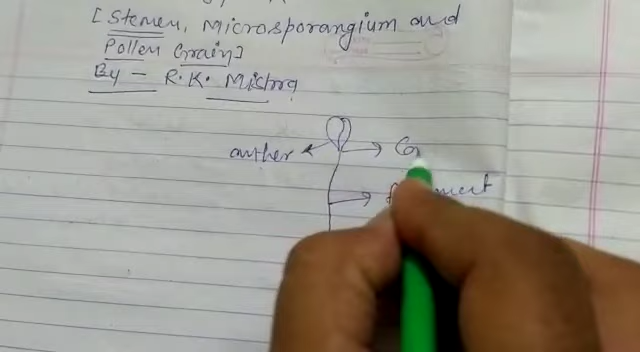 [Stemen, Microsporangium and
Pollen Grain]
By - R.K. Mishra
anther